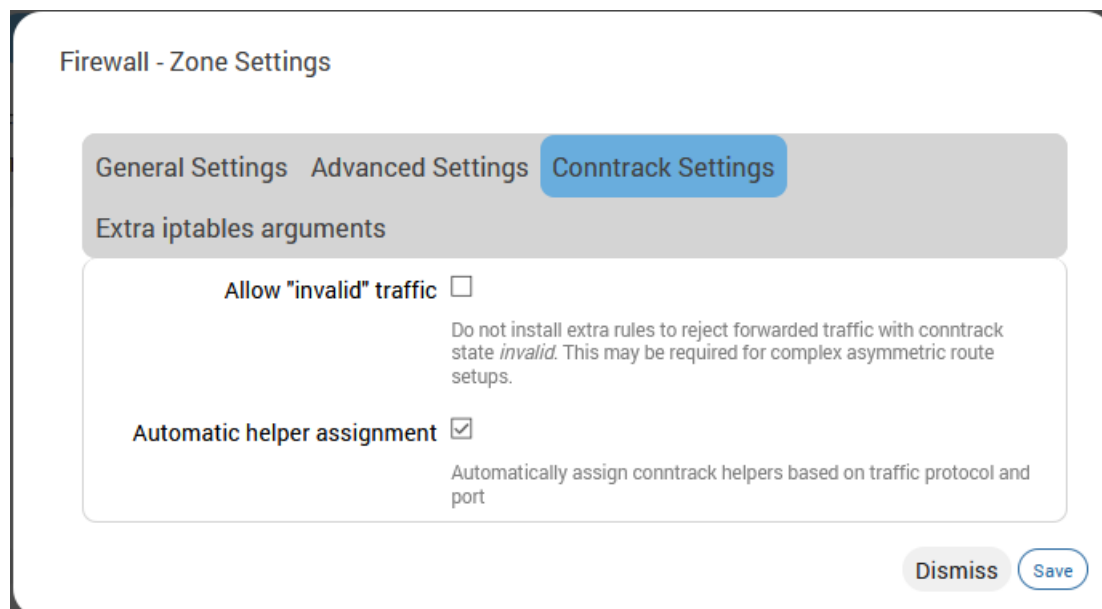 Firewall - Zone Settings
General Settings Advanced Settings Conntrack Settings
Extra iptables arguments
Allow "invalid" traffic
Do not install extra rules to reject forwarded traffic with conntrack
state invalid. This may be required for complex asymmetric route
setups.
Automatic helper assignment
Automatically assign conntrack helpers based on traffic protocol and
port
Dismiss Save